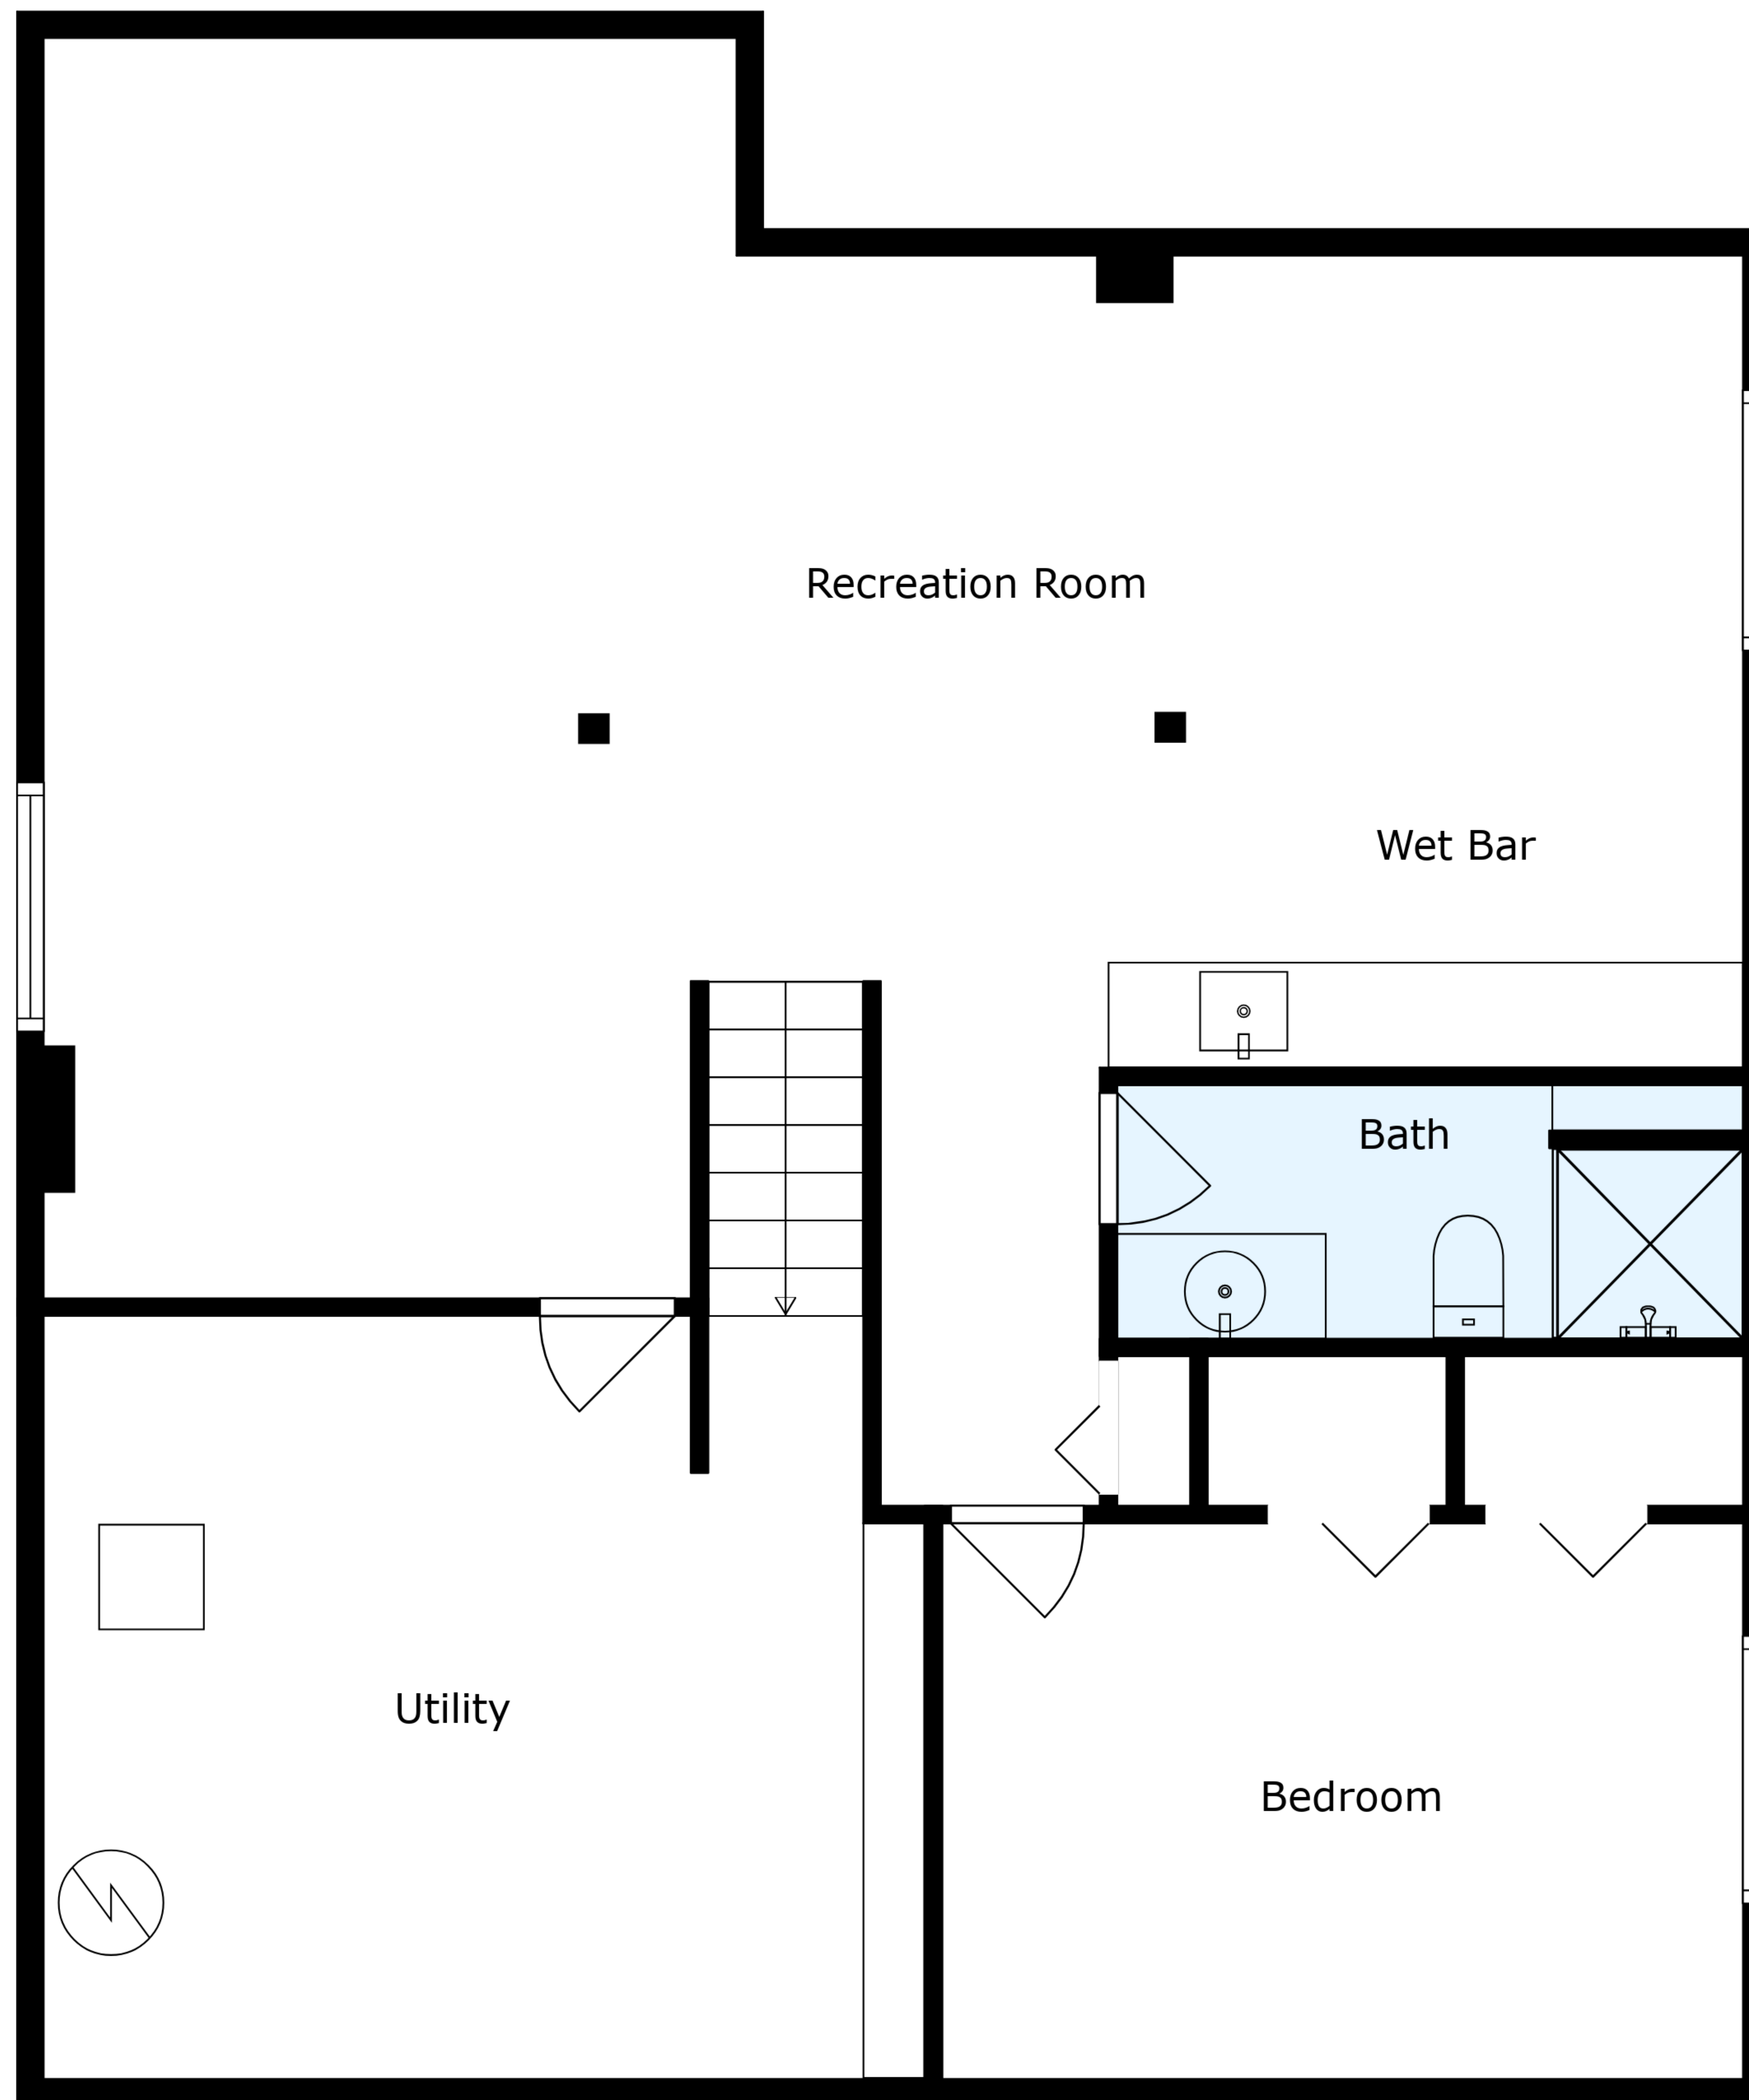 Recreation Room
Wet Bar
Bath
Utility
Bedroom